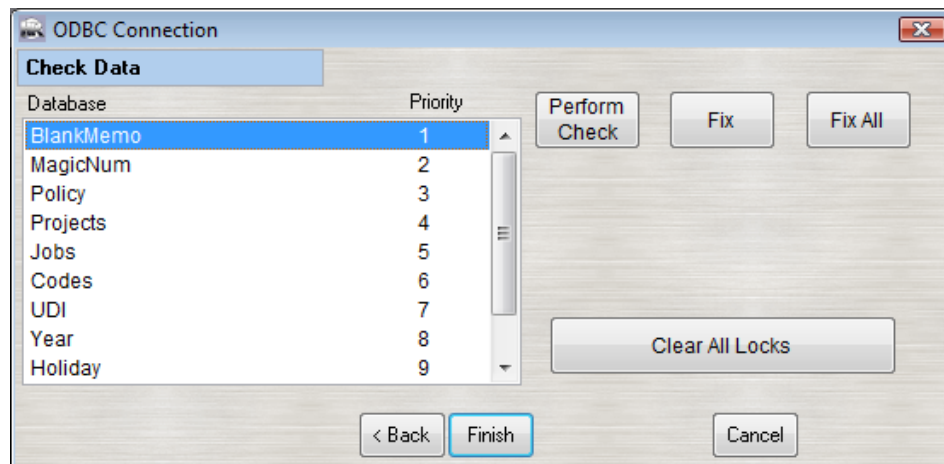 ODBC Connection
Check Data
Database Priority
BlankMemo 1
MagicNum 2
Policy 3
Projects 4
Jobs 5
Codes 6
UDI 7
Year 8
Holiday 9
Perform
Check
Fix
Fix All
Clear All Locks
< Back
Finish
Cancel